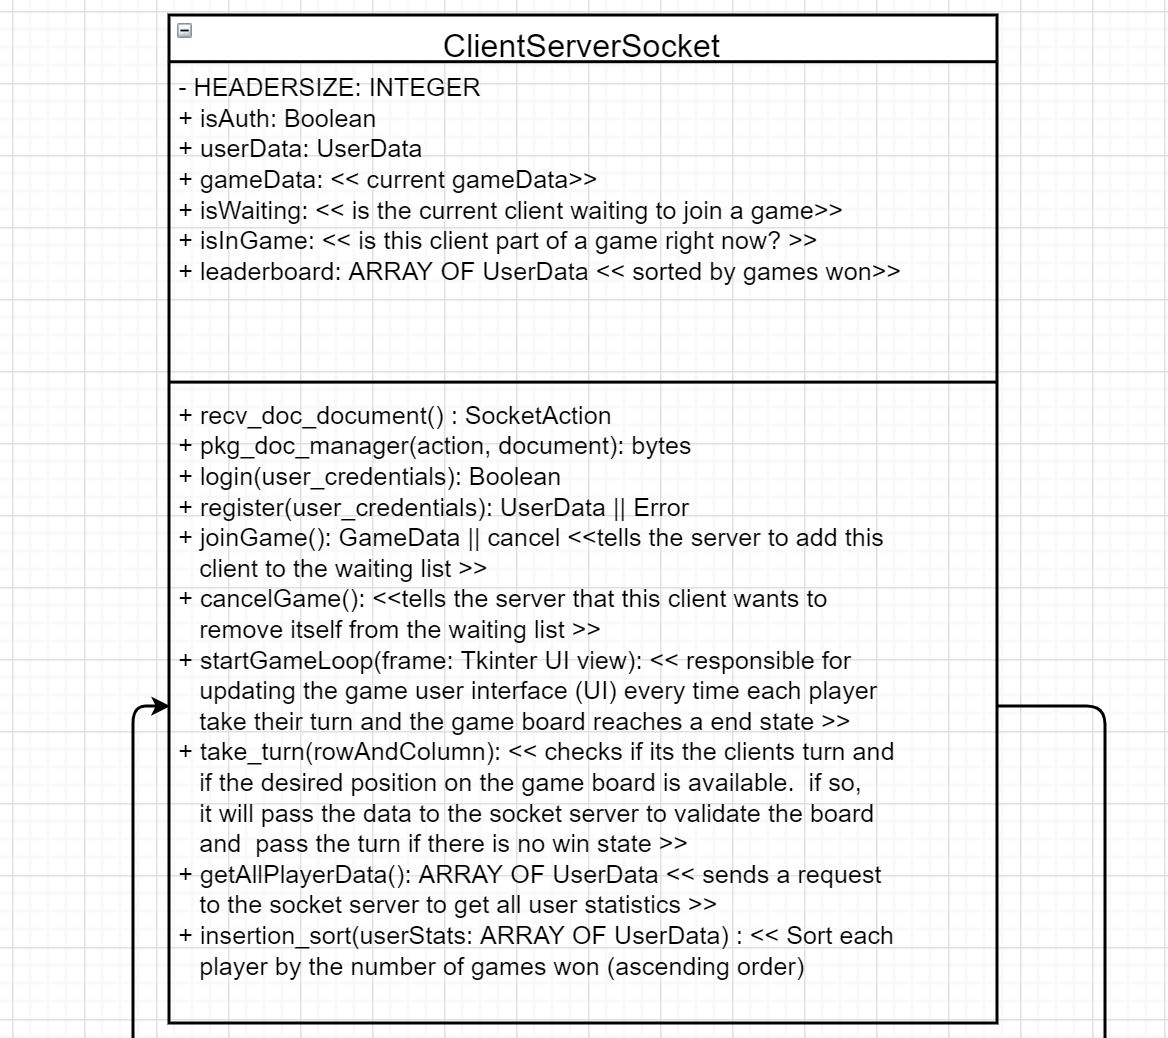 ClientServerSocket
- HEADERSIZE: INTEGER
+ isAuth: Boolean
+ userData: UserData
+ gameData: << current gameData>>
+ isWaiting: << is the current client waiting to join a game>>
+ isInGame: << is this client part of a game right now? >>
+ leaderboard: ARRAY OF UserData << sorted by games won>>
+ recv_doc_document() : SocketAction
+ pkg_doc_manager(action, document): bytes
+ login(user_credentials): Boolean
+ register(user_credentials): UserData || Error
+ joinGame(): GameData || cancel <<tells the server to add this
client to the waiting list >>
+ cancelGame(): <<tells the server that this client wants to
remove itself from the waiting list >>
+ startGameLoop(frame: Tkinter UI view): << responsible for
updating the game user interface (UI) every time each player
take their turn and the game board reaches a end state >>
+ take_turn(rowAndColumn): << checks if its the clients turn and
if the desired position on the game board is available.  if so,
it will pass the data to the socket server to validate the board
and  pass the turn if there is no win state >>
+ getAllPlayerData(): ARRAY OF UserData << sends a request
to the socket server to get all user statistics >>
+ insertion_sort(userStats: ARRAY OF UserData) : << Sort each
player by the number of games won (ascending order)